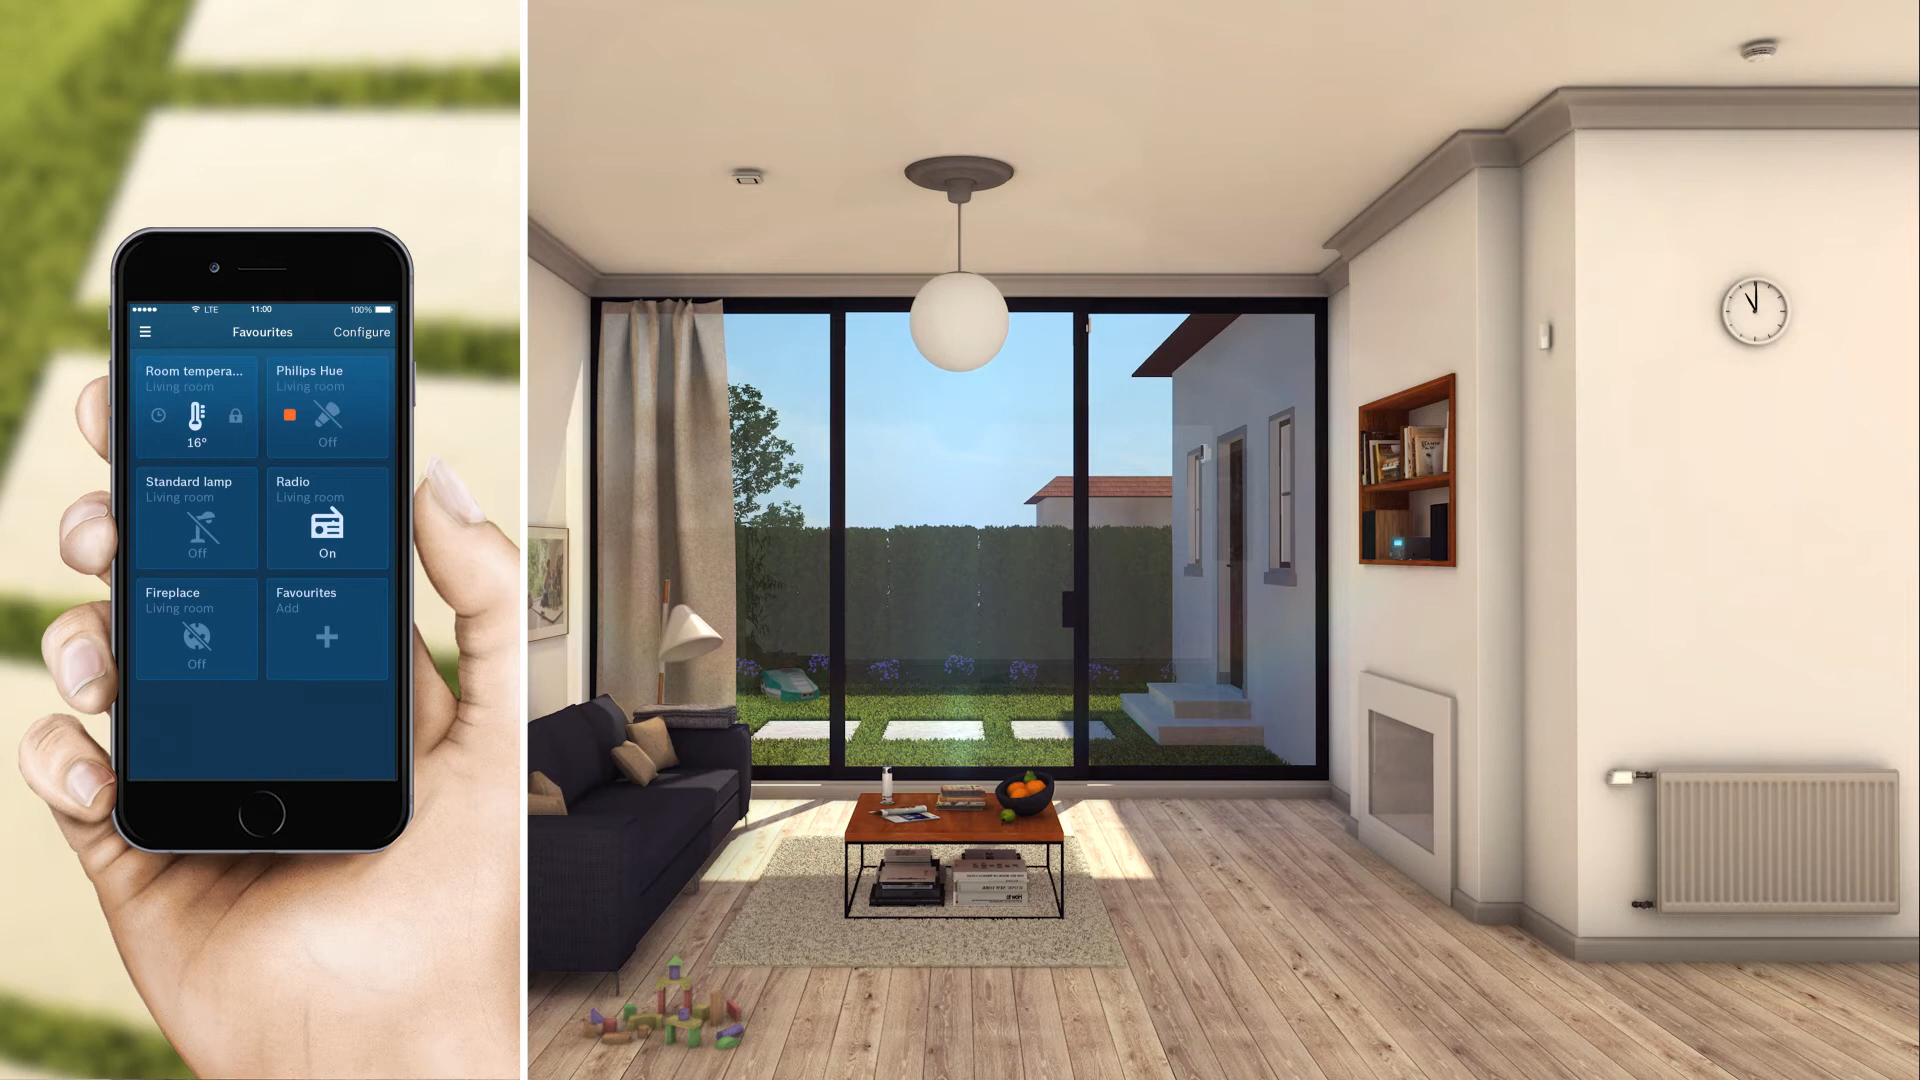 LTE 11:00 100%
Favourites Configure
Room tempera...
Living room
16°
Philips Hue
Living room
Off
Standard lamp
Living room
Off
Radio
Living room
On
Fireplace
Living room
Off
Favourites
Add